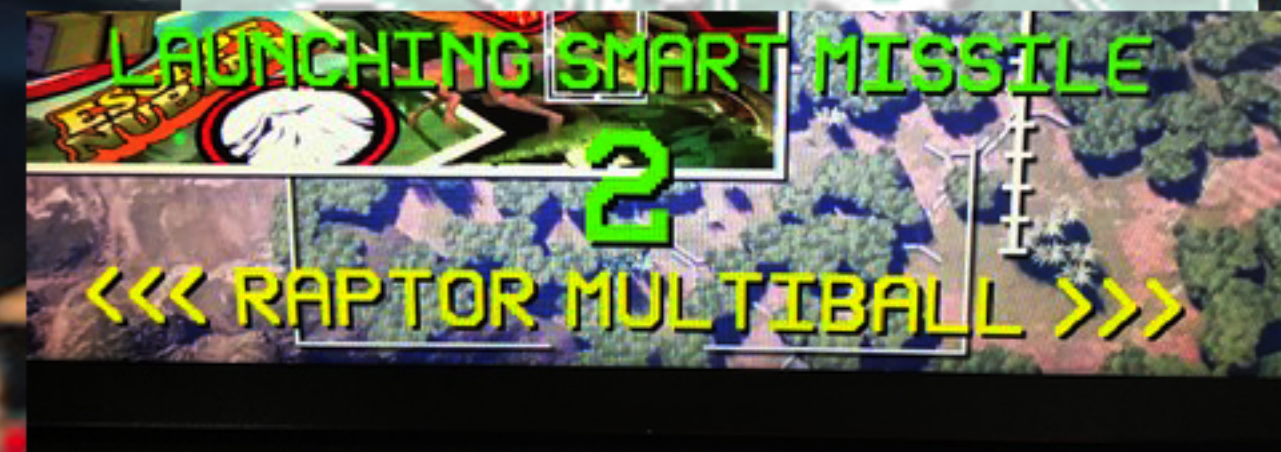 LAUNCHING SMART MISSILE
2
<<< RAPTOR MULTIBALL >>>